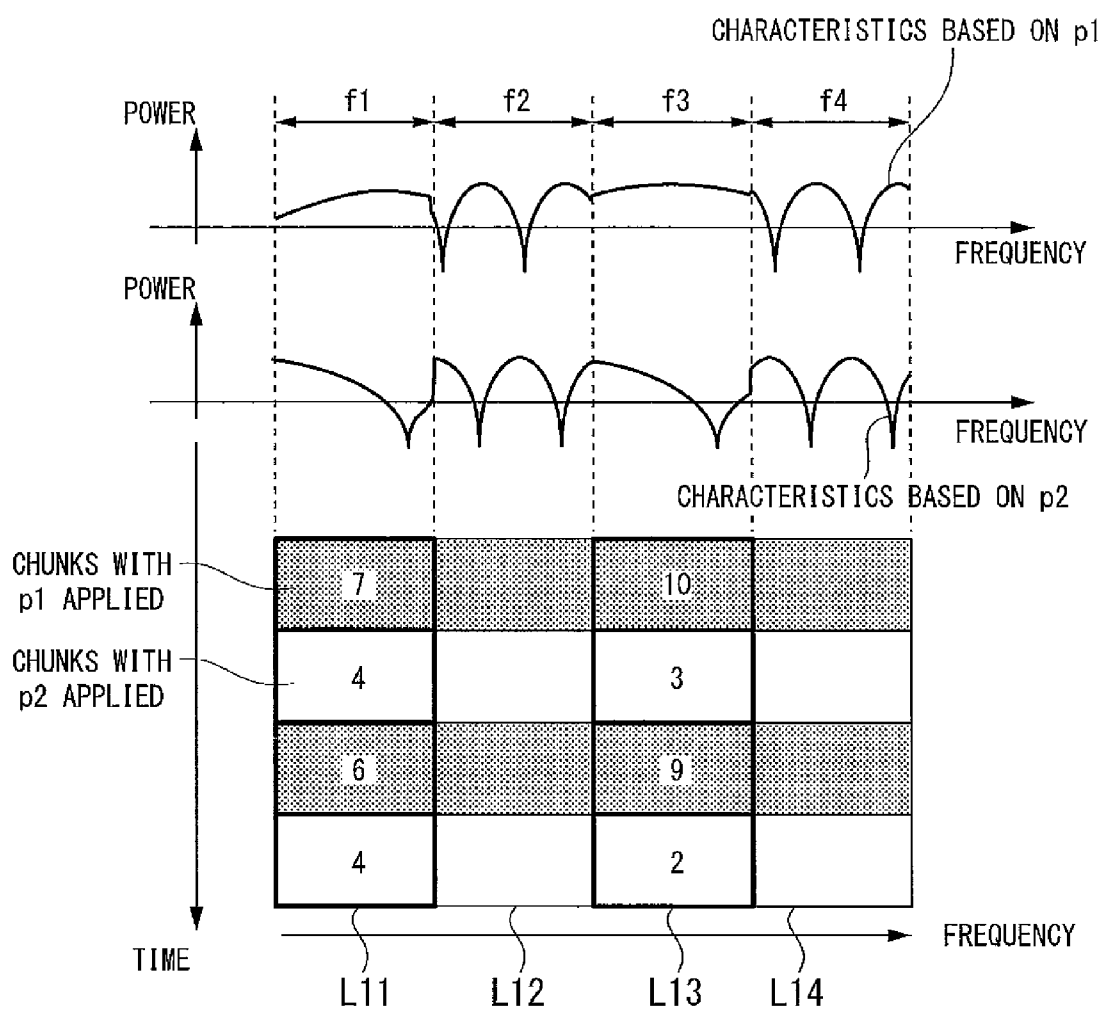 CHARACTERISTICS BASED ON p1
f1 f2 f3 f4
POWER
FREQUENCY
POWER
FREQUENCY
CHARACTERISTICS BASED ON p2
CHUNKS WITH
p1 APPLIED
7 10
CHUNKS WITH
p2 APPLIED
4 3
6 9
4 2
TIME
FREQUENCY
L11 L12 L13 L14